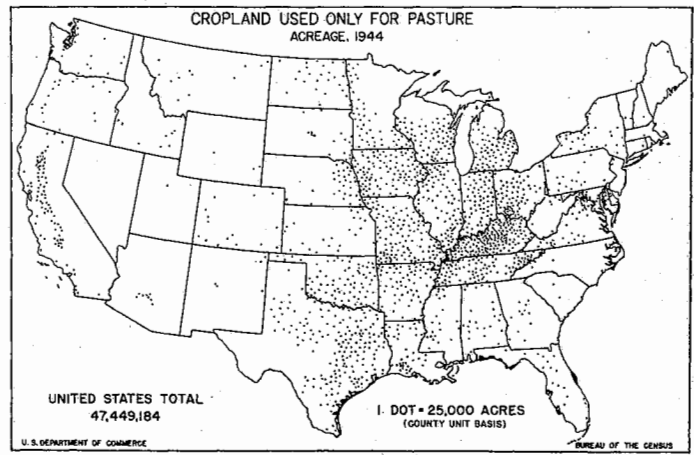 CROPLAND USED ONLY FOR PASTURE
ACREAGE, 1944
UNITED STATES TOTAL
47,449,184
1 DOT = 25,000 ACRES
(COUNTY UNIT BASIS)
U.S. DEPARTMENT OF COMMERCE
BUREAU OF THE CENSUS